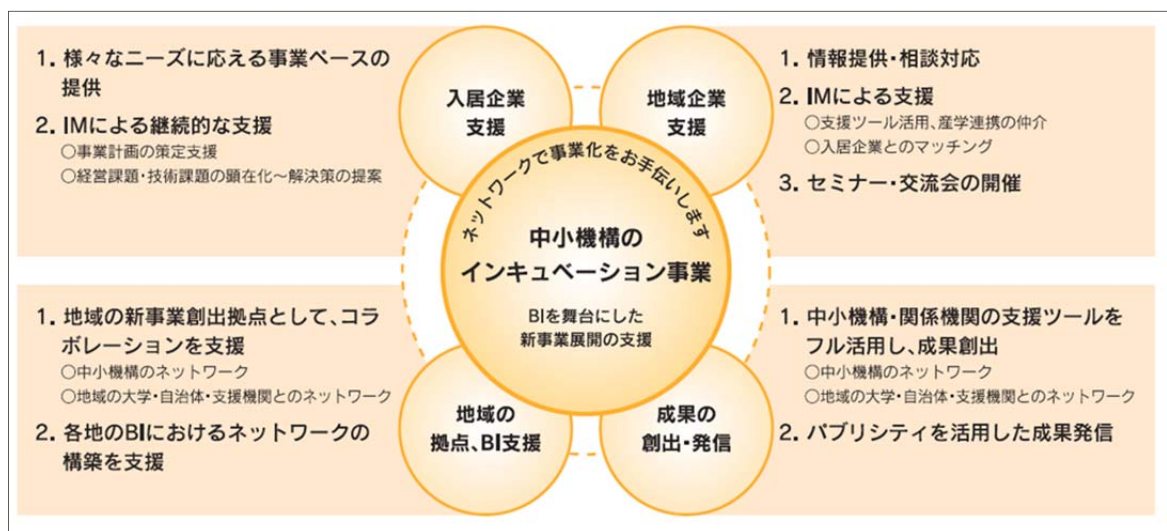 1. 様々なニーズに応える事業ペースの
提供
2. IMによる継続的な支援
○事業計画の策定支援
○経営課題・技術課題の顕在化～解決策の提案
入居企業
支援
地域企業
支援
1. 情報提供・相談対応
2. IMによる支援
○支援ツール活用、産学連携の仲介
○入居企業とのマッチング
3. セミナー・交流会の開催
ネットワークで事業化をお手伝いします
中小機構の
インキュベーション事業
BIを舞台にした
新事業展開の支援
1. 地域の新事業創出拠点として、コラ
ボレーションを支援
○中小機構のネットワーク
○地域の大学・自治体・支援機関とのネットワーク
2. 各地のBIにおけるネットワークの
構築を支援
地域の
拠点、BI支援
成果の
創出・発信
1. 中小機構・関係機関の支援ツールを
フル活用し、成果創出
○中小機構のネットワーク
○地域の大学・自治体・支援機関とのネットワーク
2. パブリシティを活用した成果発信